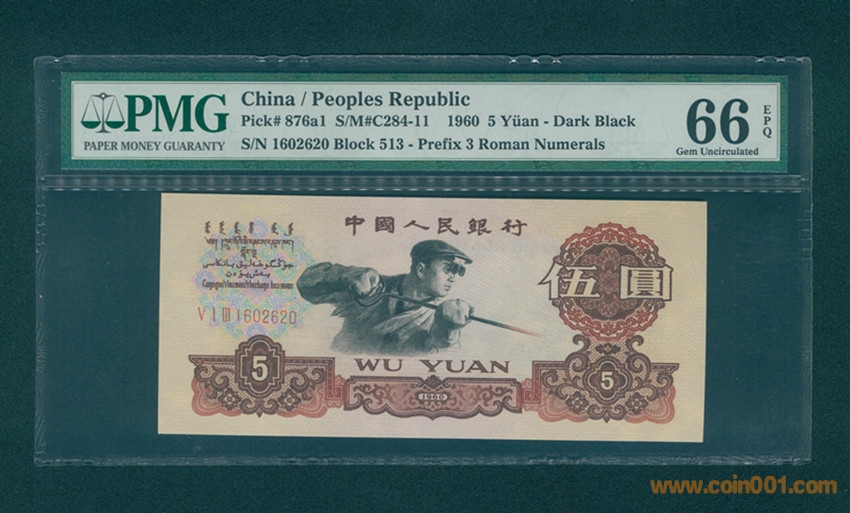 PMG
PAPER MONEY GUARANTY
China / Peoples Republic
Pick# 876a1 S/M#C284-11 1960 5 Yüan - Dark Black
S/N 1602620 Block 513 - Prefix 3 Roman Numerals
66
EPQ
Gem Uncirculated
中國人民銀行
伍圓
V I III 1602620
WU YUAN
5
1960
5
www.coin001.com